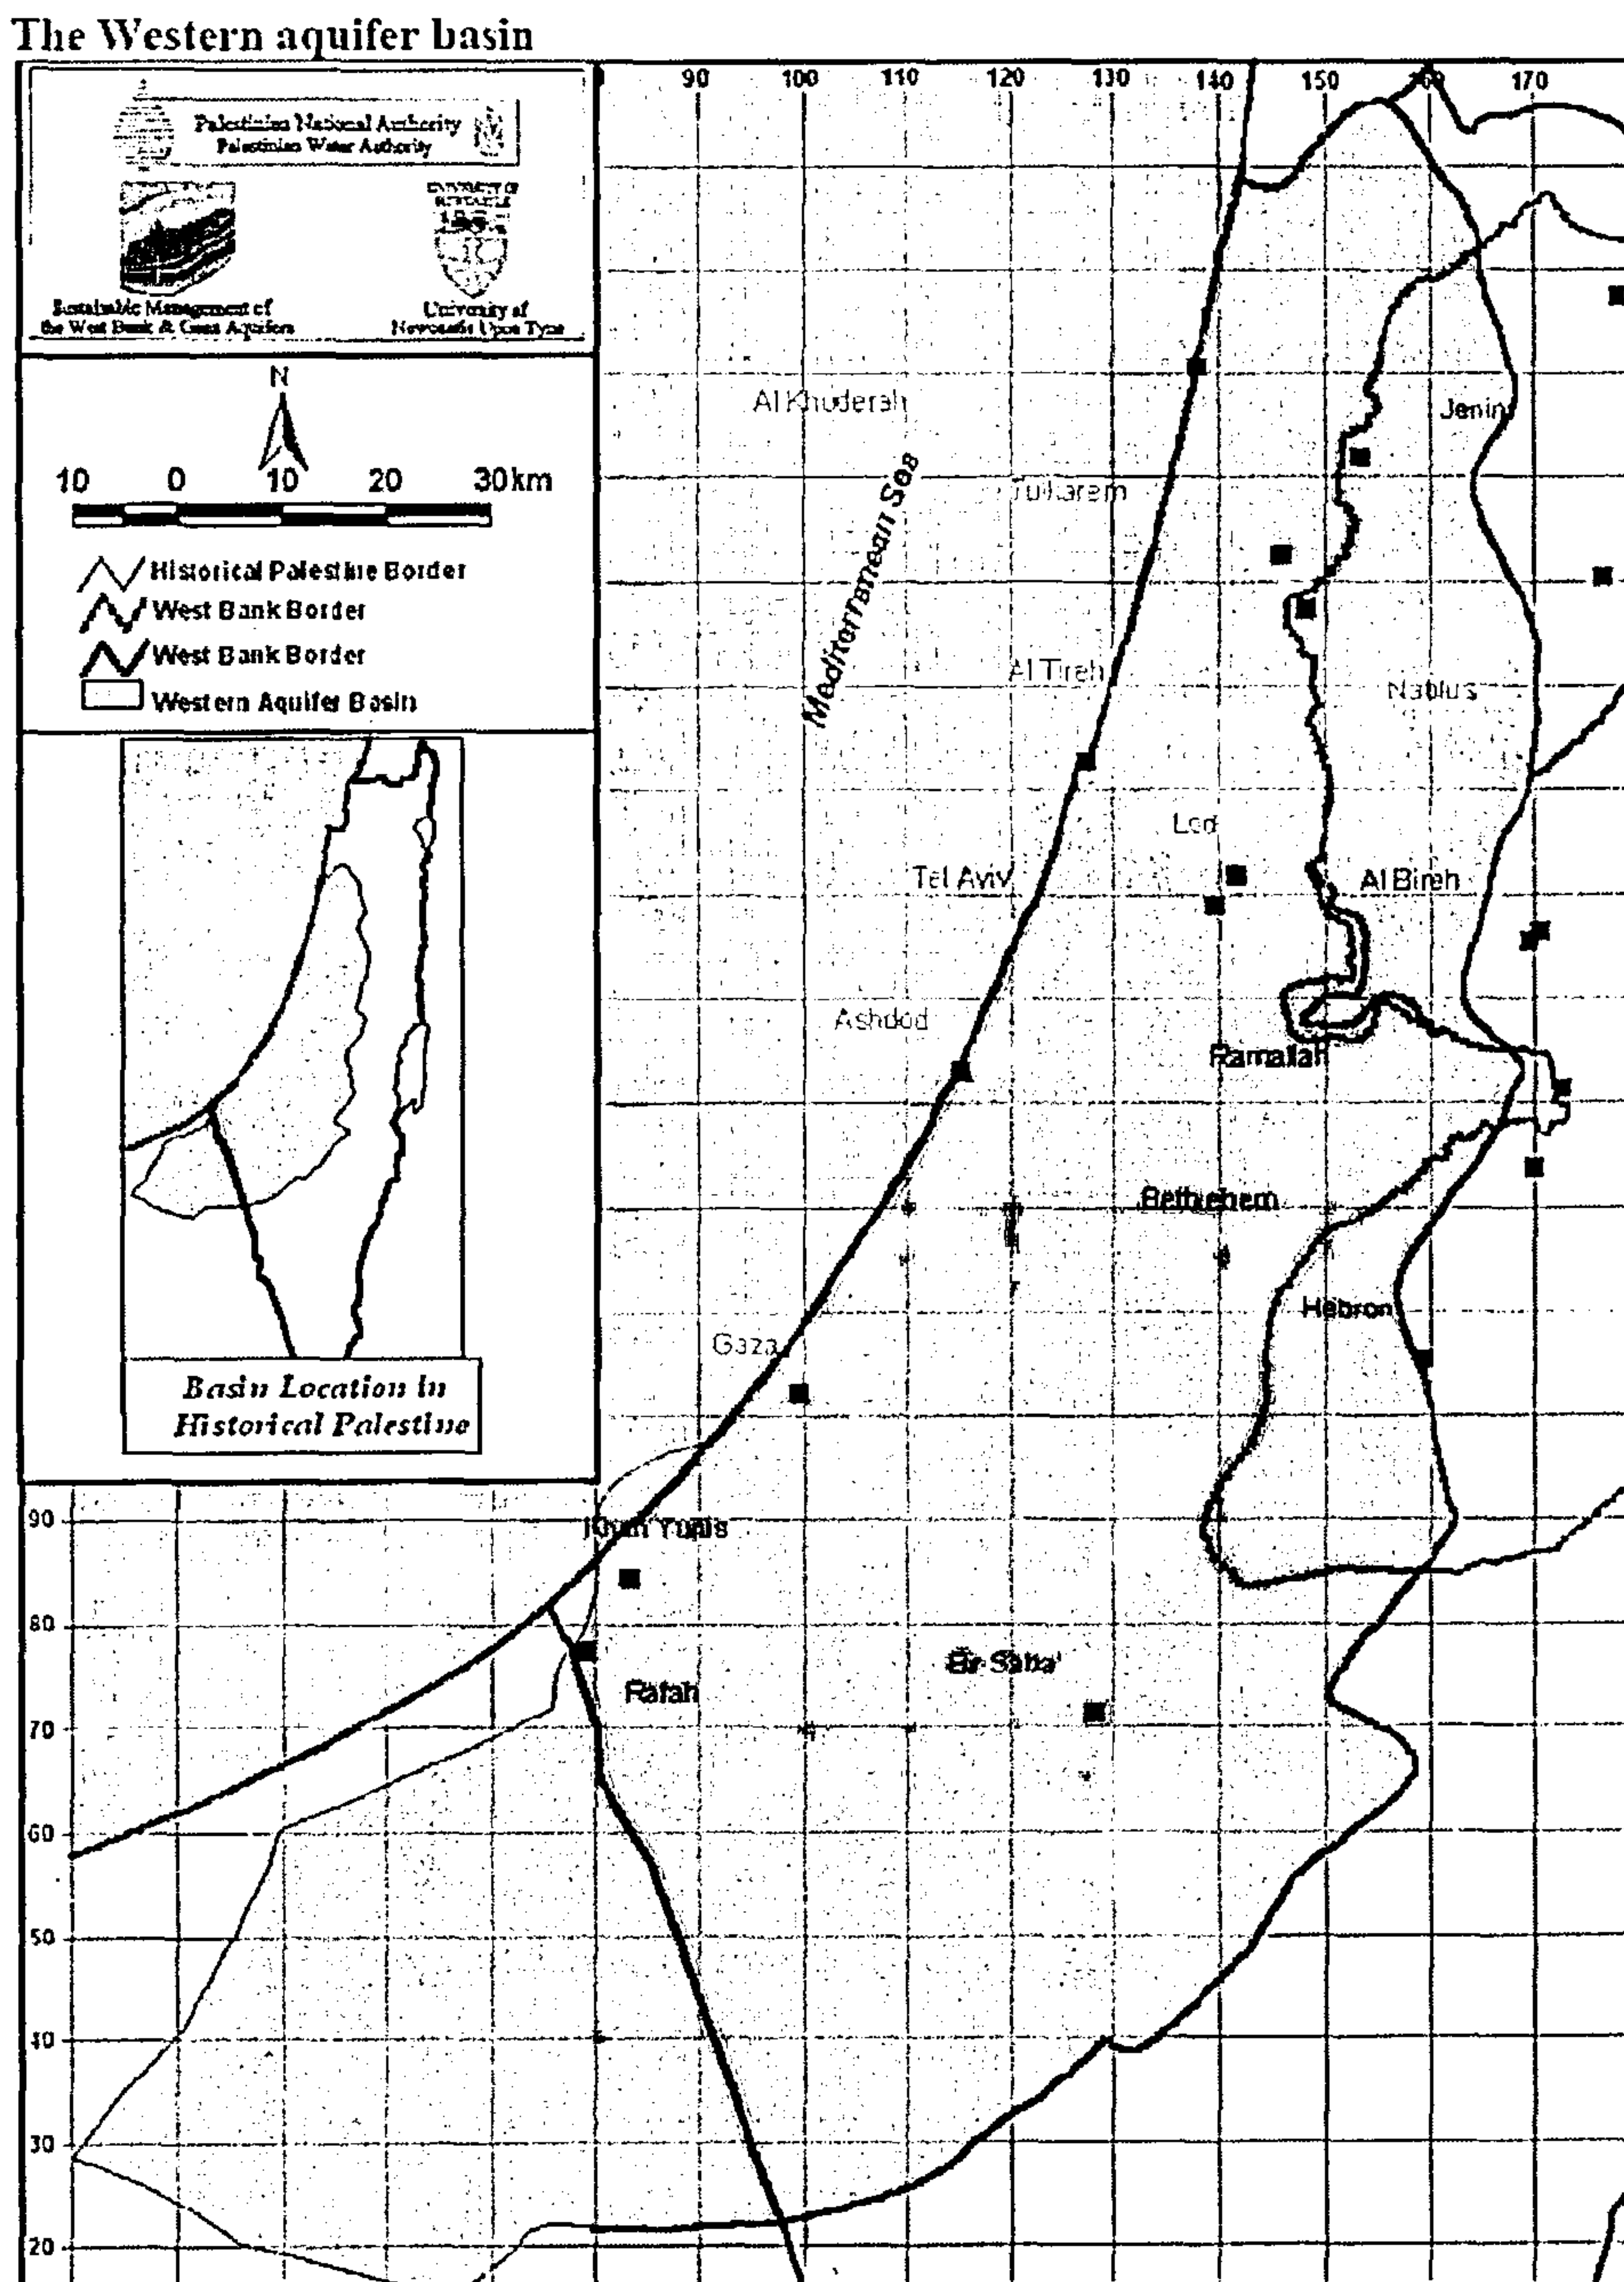 The Western aquifer basin
Palestinian National Authority
Palestinian Water Authority
UNIVERSITY OF
NEWCASTLE
Sustainable Management of
the West Bank & Gaza Aquifers
University of
Newcastle Upon Tyne
N
10 0 10 20 30km
Historical Palestine Border
West Bank Border
West Bank Border
Western Aquifer Basin
Basin Location in
Historical Palestine
90 100 110 120 130 140 150 160 170
Al Khuderah
Jenin
Mediterranean Sea
Tulkarem
Al Tireh
Nablus
Lod
Tel Aviv
Al Bireh
Ashdod
Ramallah
Bethlehem
Hebron
Gaza
90
Khan Yunis
80
Bir Saba'
Rafah
70
60
50
40
30
20